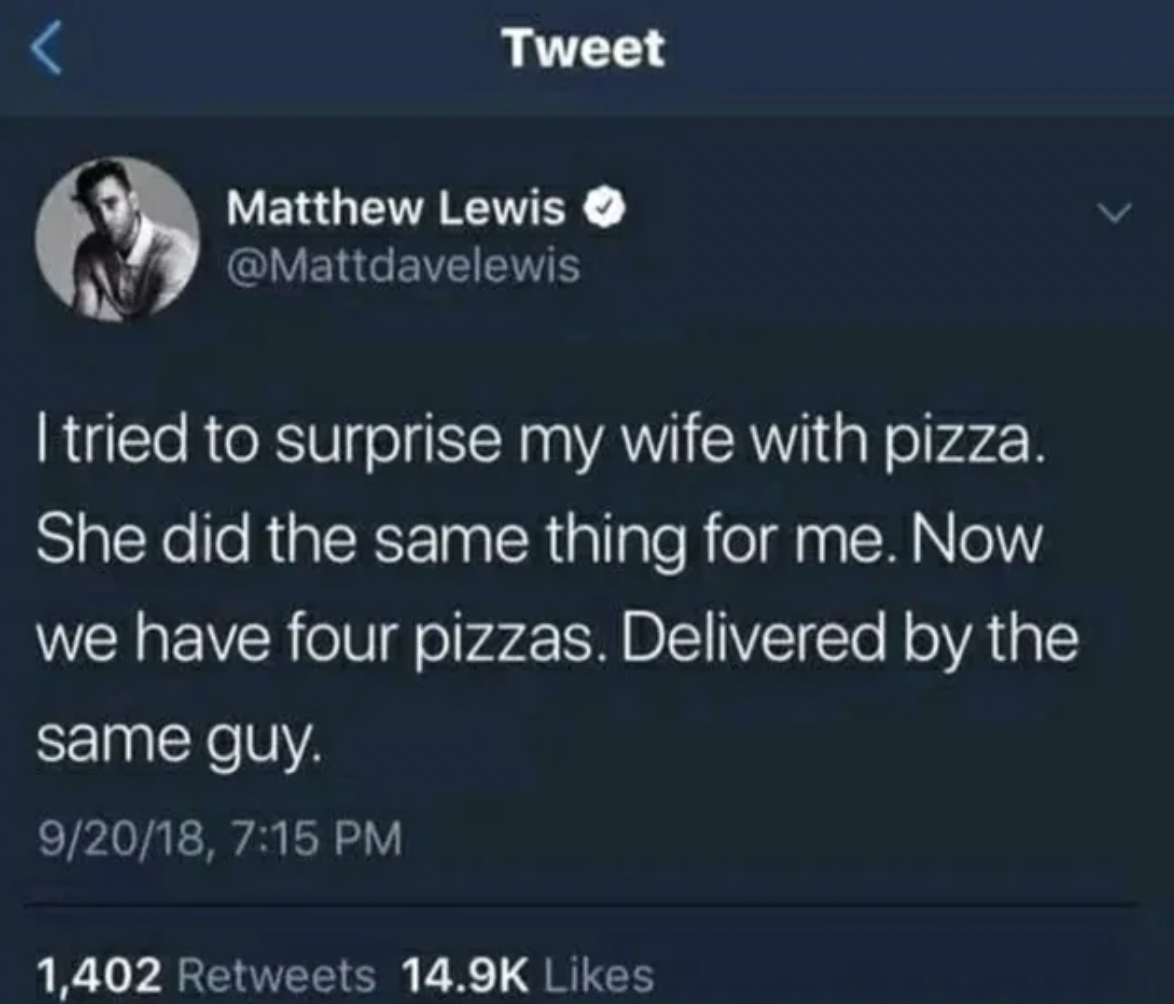 Tweet
Matthew Lewis
@Mattdavelewis
I tried to surprise my wife with pizza.
She did the same thing for me. Now
we have four pizzas. Delivered by the
same guy.
9/20/18, 7:15 PM
1,402 Retweets 14.9K Likes